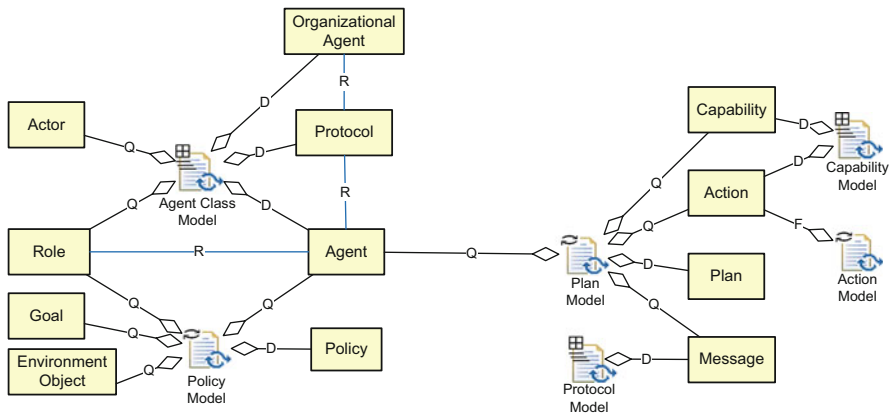 Organizational
Agent
R
D
Actor
Q
Protocol
D
Agent Class
Model
Q
D
R
Role
R
Agent
Q
Q
Q
Goal
Q
Environment
Object
Q
Policy
Model
D
Policy
Capability
D
Capability
Model
Q
D
Action
Q
F
Action
Model
Plan
Model
D
Plan
Q
Protocol
Model
D
Message